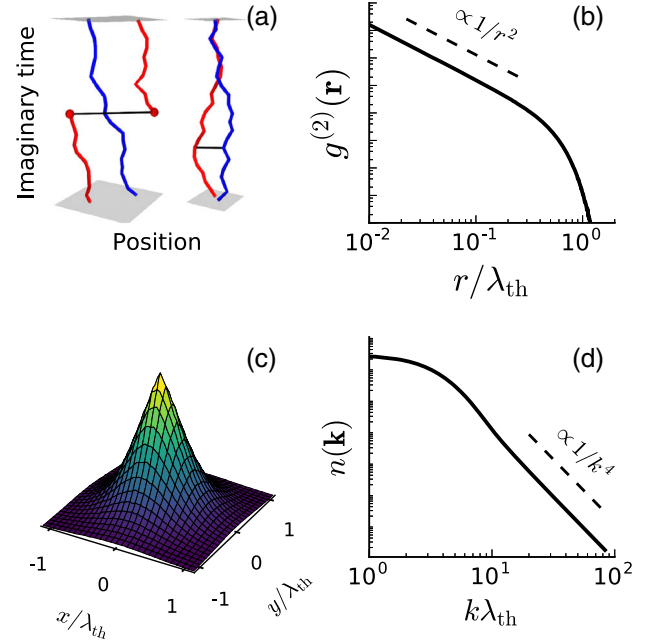 (a)
Imaginary time
Position
(b)
∝1/r²
g⁽²⁾(𝐫)
10⁻² 10⁻¹ 10⁰
r/λ_th
(c)
-1 0 1
x/λ_th
-1 0 1
y/λ_th
(d)
∝1/k⁴
n(𝐤)
10⁰ 10¹ 10²
kλ_th